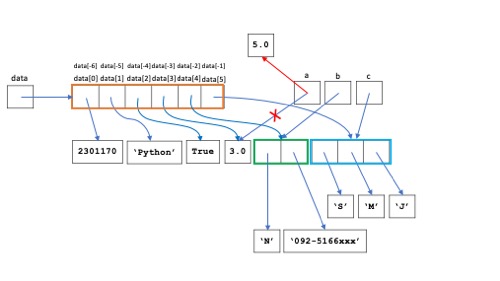 5.0
data[-6] data[-5] data[-4] data[-3] data[-2] data[-1]
data
data[0] data[1] data[2] data[3] data[4] data[5]
a b c
2301170 'Python' True 3.0
'S' 'M' 'J'
'N' '092-5166xxx'